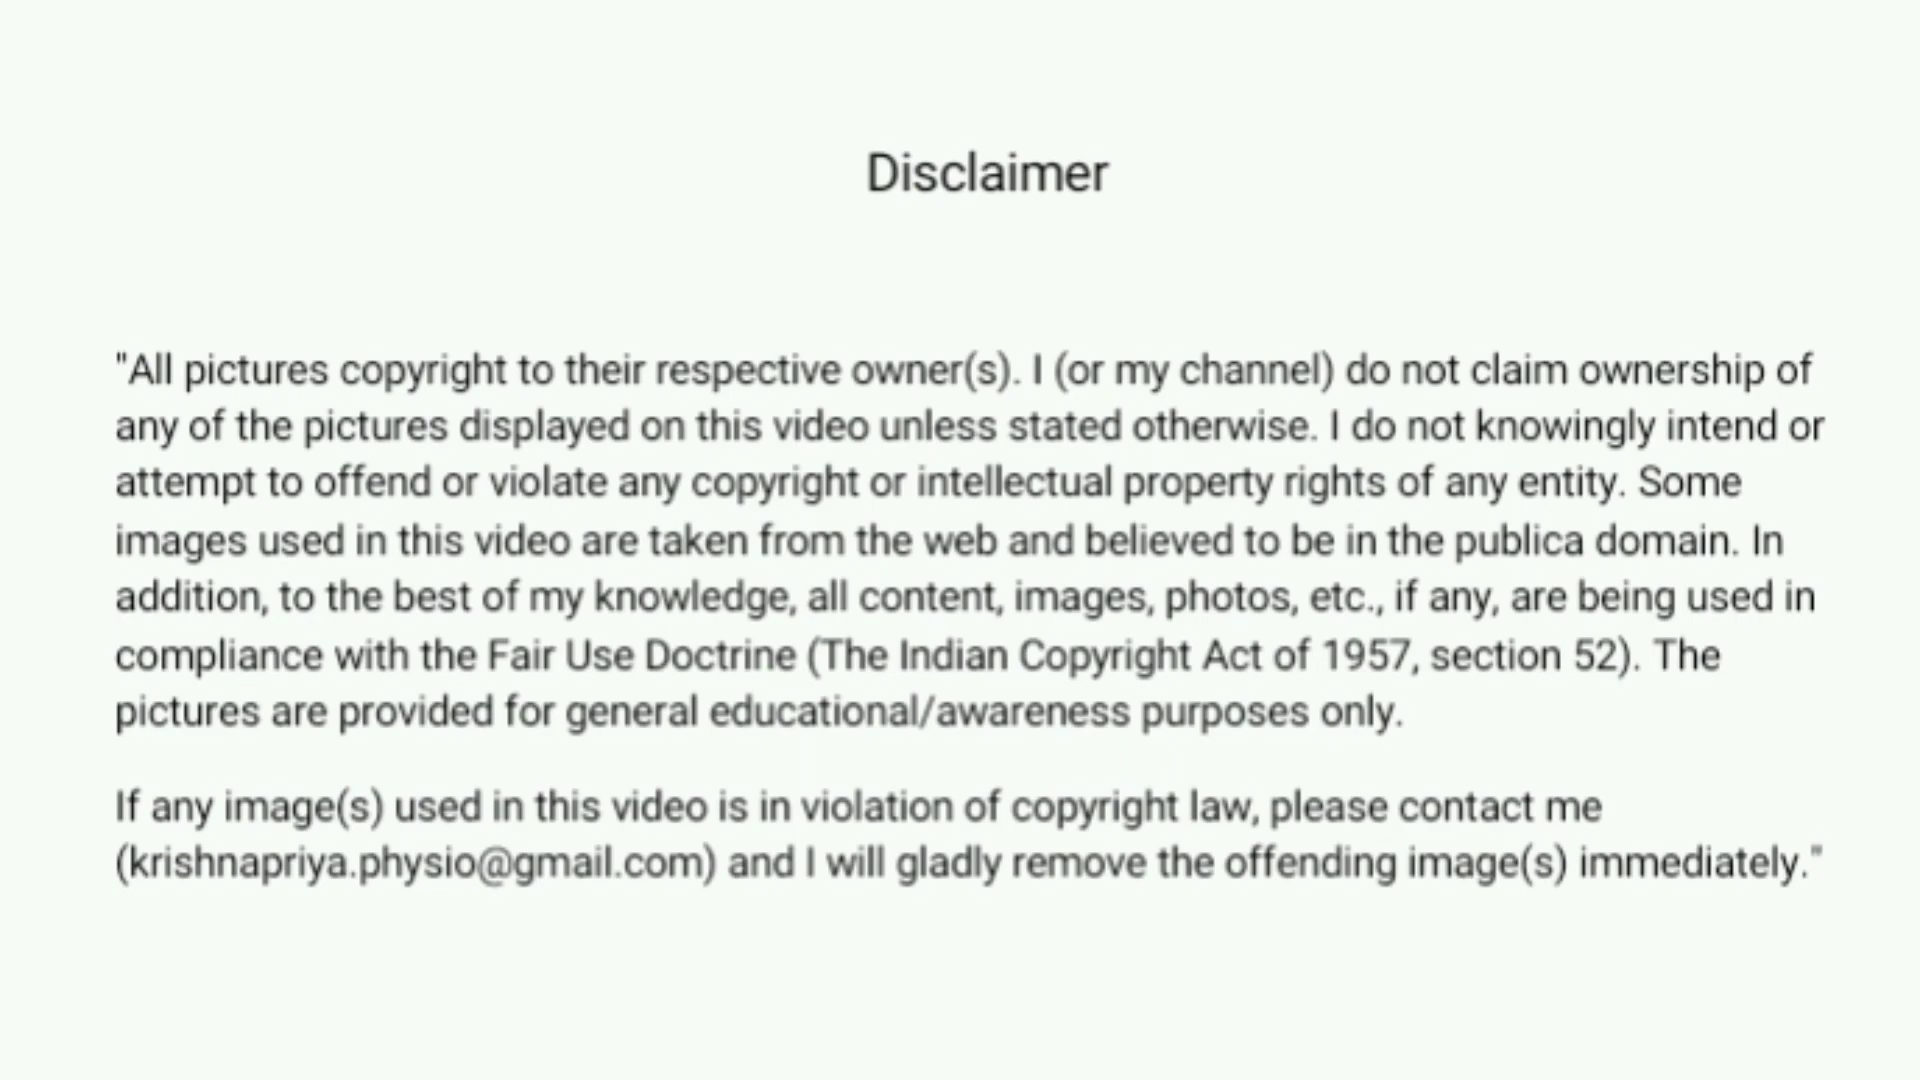 Disclaimer
"All pictures copyright to their respective owner(s). I (or my channel) do not claim ownership of
any of the pictures displayed on this video unless stated otherwise. I do not knowingly intend or
attempt to offend or violate any copyright or intellectual property rights of any entity. Some
images used in this video are taken from the web and believed to be in the publica domain. In
addition, to the best of my knowledge, all content, images, photos, etc., if any, are being used in
compliance with the Fair Use Doctrine (The Indian Copyright Act of 1957, section 52). The
pictures are provided for general educational/awareness purposes only.
If any image(s) used in this video is in violation of copyright law, please contact me
(krishnapriya.physio@gmail.com) and I will gladly remove the offending image(s) immediately."